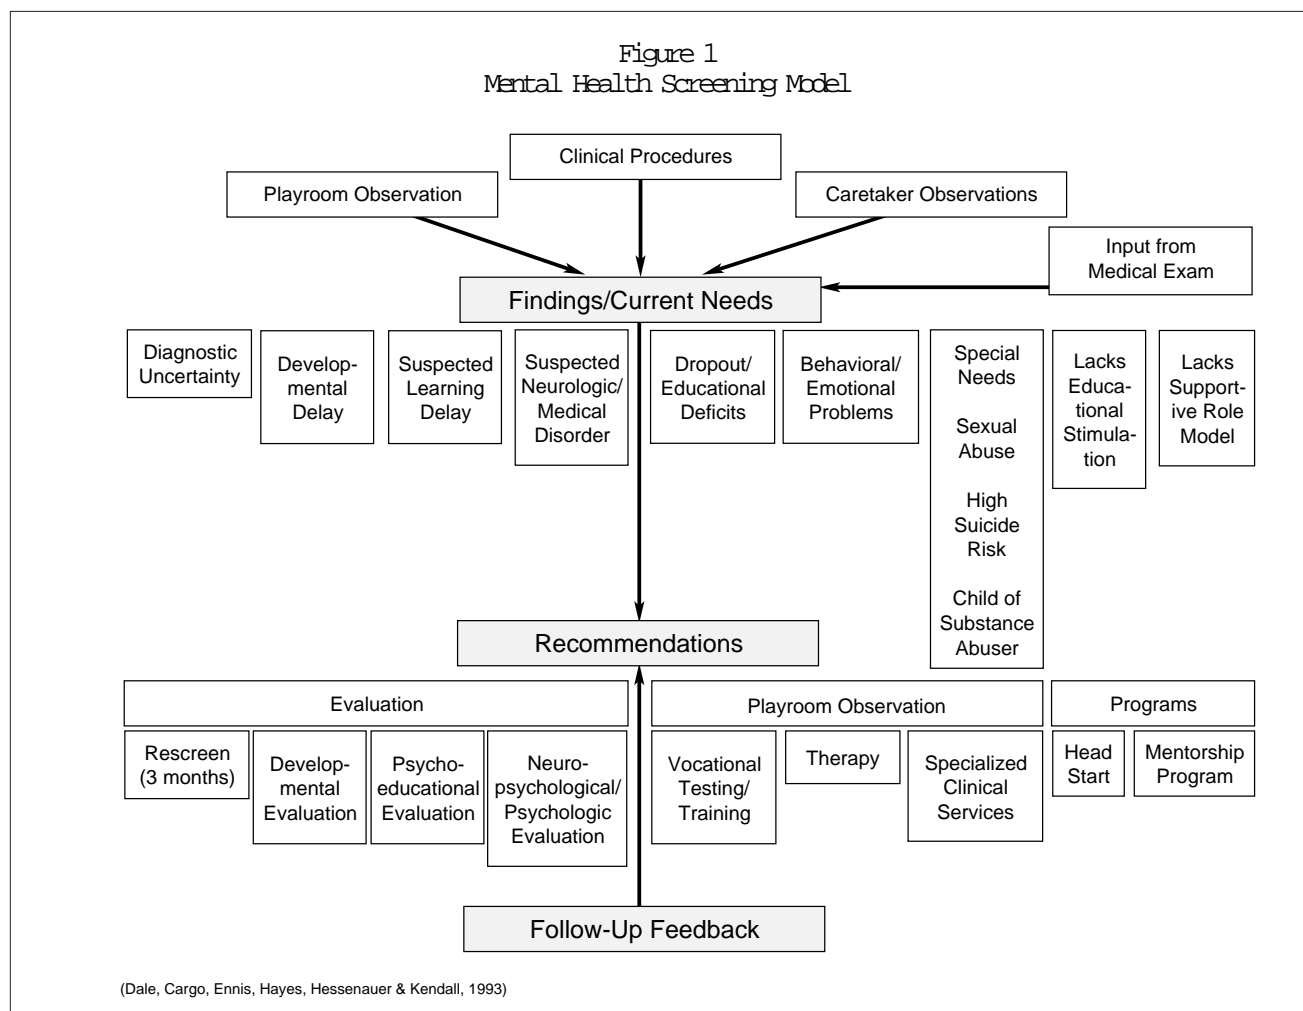 Figure 1
Mental Health Screening Model
Clinical Procedures
Playroom Observation
Caretaker Observations
Input from
Medical Exam
Findings/Current Needs
Diagnostic
Uncertainty
Develop-
mental
Delay
Suspected
Learning
Delay
Suspected
Neurologic/
Medical
Disorder
Dropout/
Educational
Deficits
Behavioral/
Emotional
Problems
Special
Needs
Sexual
Abuse
High
Suicide
Risk
Child of
Substance
Abuser
Lacks
Educa-
tional
Stimula-
tion
Lacks
Support-
ive Role
Model
Recommendations
Evaluation
Playroom Observation
Programs
Rescreen
(3 months)
Develop-
mental
Evaluation
Psycho-
educational
Evaluation
Neuro-
psychological/
Psychologic
Evaluation
Vocational
Testing/
Training
Therapy
Specialized
Clinical
Services
Head
Start
Mentorship
Program
Follow-Up Feedback
(Dale, Cargo, Ennis, Hayes, Hessenauer & Kendall, 1993)